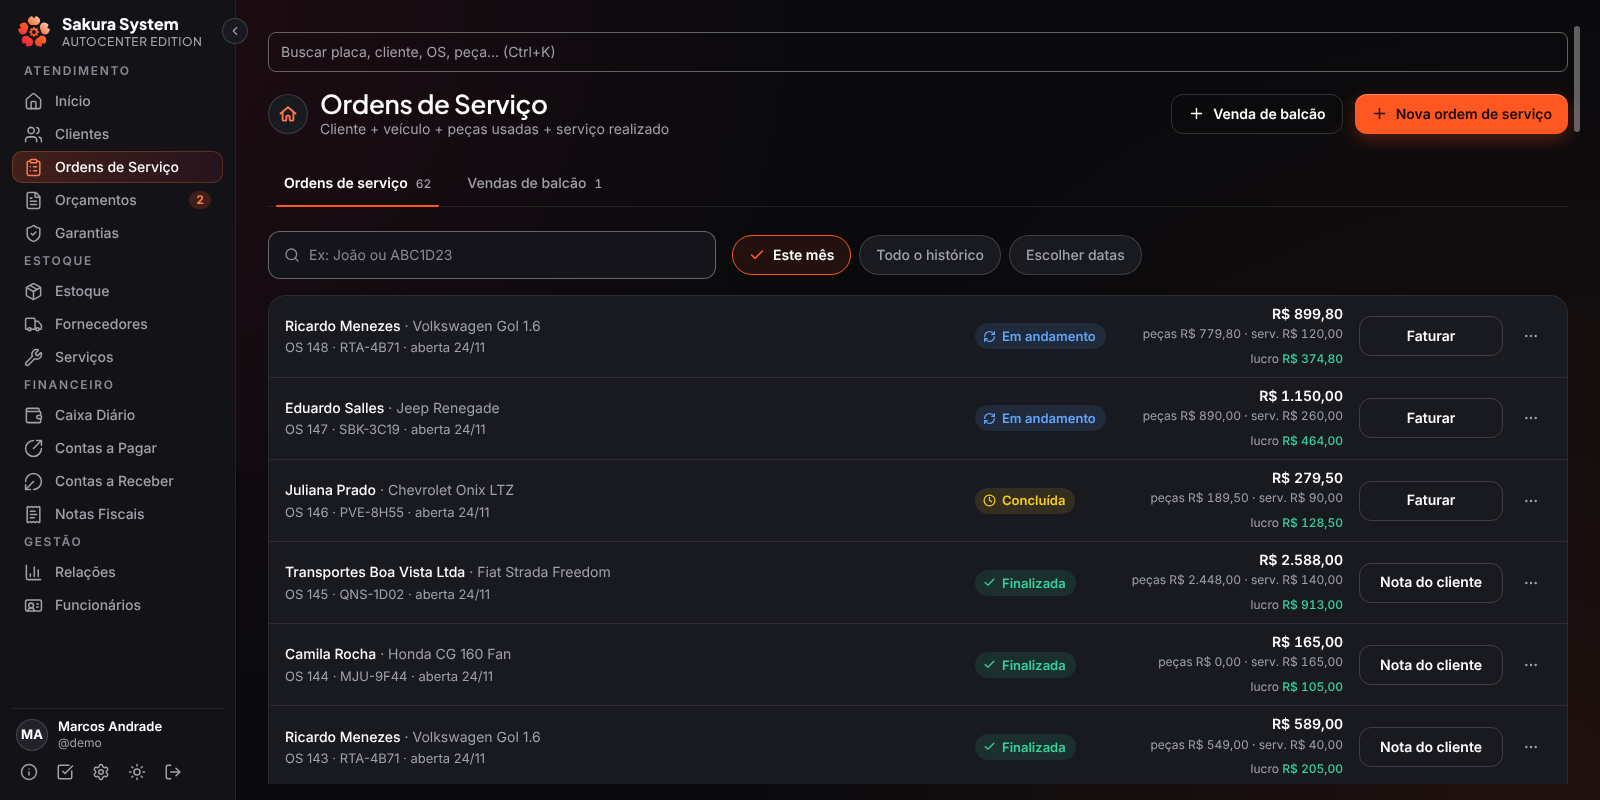 Sakura System
AUTOCENTER EDITION
ATENDIMENTO
Início
Clientes
Ordens de Serviço
Orçamentos 2
Garantias
ESTOQUE
Estoque
Fornecedores
Serviços
FINANCEIRO
Caixa Diário
Contas a Pagar
Contas a Receber
Notas Fiscais
GESTÃO
Relações
Funcionários
MA
Marcos Andrade
@demo
Buscar placa, cliente, OS, peça... (Ctrl+K)
Ordens de Serviço
Cliente + veículo + peças usadas + serviço realizado
Venda de balcão
Nova ordem de serviço
Ordens de serviço 62
Vendas de balcão 1
Ex: João ou ABC1D23
Este mês
Todo o histórico
Escolher datas
Ricardo Menezes · Volkswagen Gol 1.6
OS 148 · RTA-4B71 · aberta 24/11
Em andamento
R$ 899,80
peças R$ 779,80 · serv. R$ 120,00
lucro R$ 374,80
Faturar
Eduardo Salles · Jeep Renegade
OS 147 · SBK-3C19 · aberta 24/11
Em andamento
R$ 1.150,00
peças R$ 890,00 · serv. R$ 260,00
lucro R$ 464,00
Faturar
Juliana Prado · Chevrolet Onix LTZ
OS 146 · PVE-8H55 · aberta 24/11
Concluída
R$ 279,50
peças R$ 189,50 · serv. R$ 90,00
lucro R$ 128,50
Faturar
Transportes Boa Vista Ltda · Fiat Strada Freedom
OS 145 · QNS-1D02 · aberta 24/11
Finalizada
R$ 2.588,00
peças R$ 2.448,00 · serv. R$ 140,00
lucro R$ 913,00
Nota do cliente
Camila Rocha · Honda CG 160 Fan
OS 144 · MJU-9F44 · aberta 24/11
Finalizada
R$ 165,00
peças R$ 0,00 · serv. R$ 165,00
lucro R$ 105,00
Nota do cliente
Ricardo Menezes · Volkswagen Gol 1.6
OS 143 · RTA-4B71 · aberta 24/11
Finalizada
R$ 589,00
peças R$ 549,00 · serv. R$ 40,00
lucro R$ 205,00
Nota do cliente